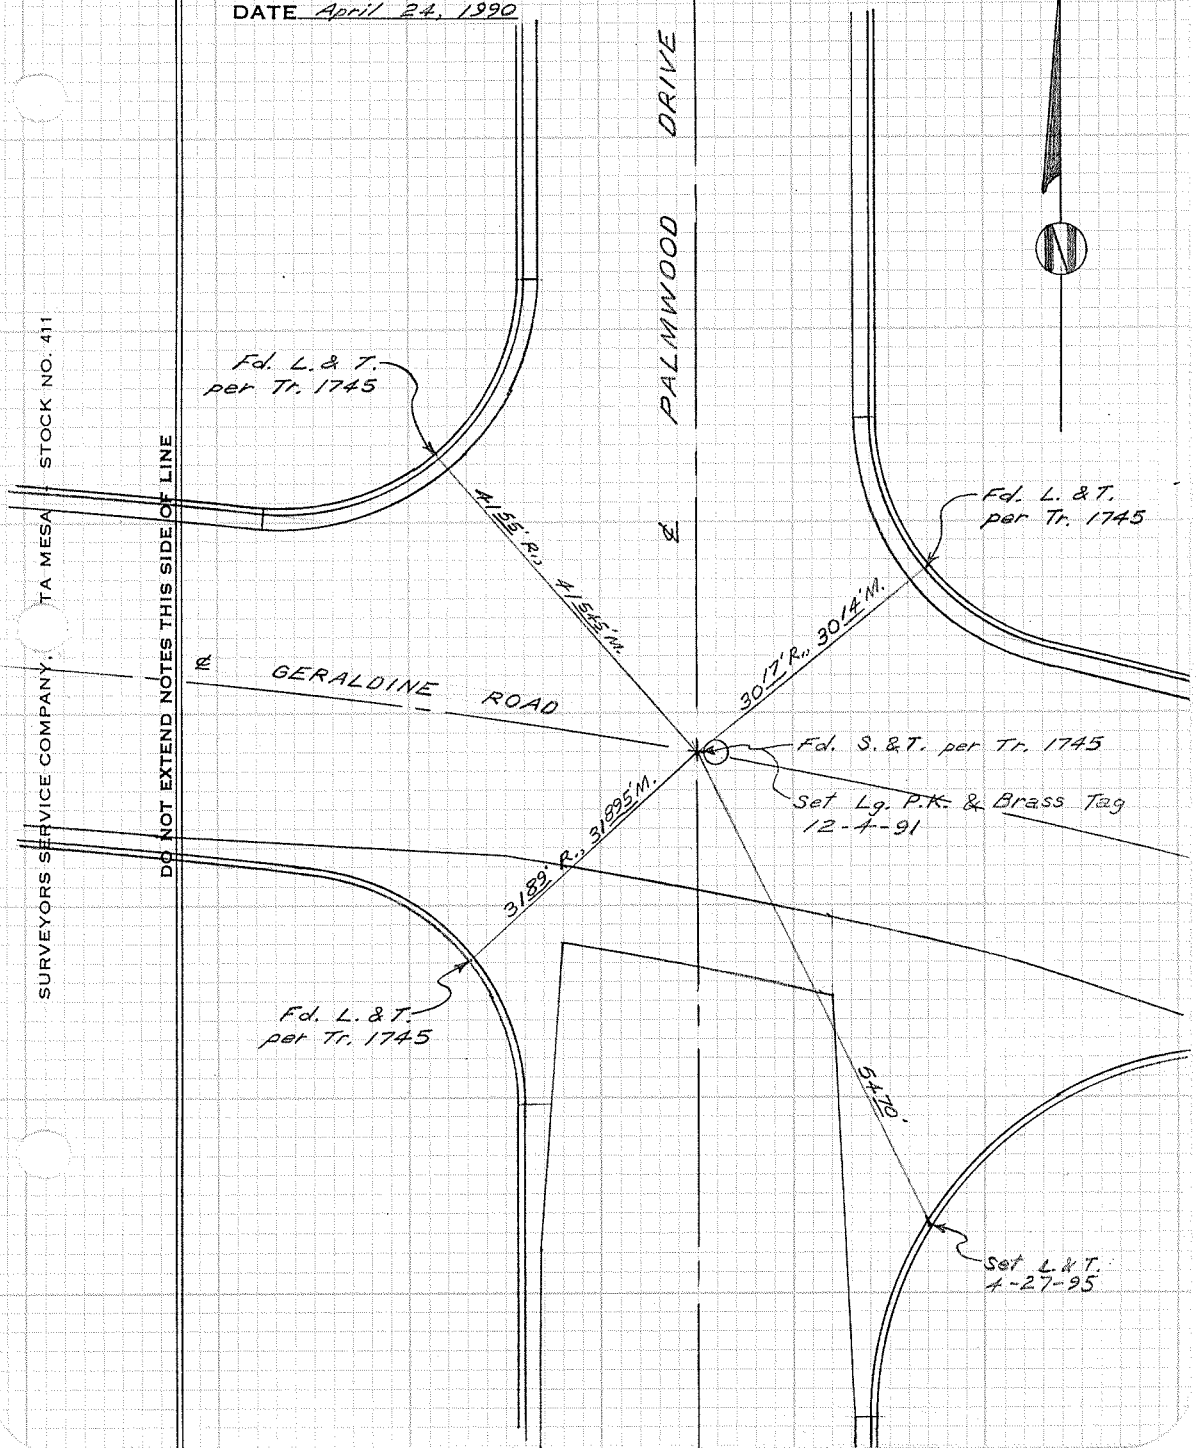 DATE April 24, 1990
PALMWOOD DRIVE
℄
N
Fd. L. & T.
per Tr. 1745
Fd. L. & T.
per Tr. 1745
41.55' R., 41.545' M.
30.17' R., 30.14' M.
℄ GERALDINE ROAD
Fd. S. & T. per Tr. 1745
Set Lg. P.K. & Brass Tag
12-4-91
31.89' R., 31.895' M.
Fd. L. & T.
per Tr. 1745
54.70'
Set L. & T.
4-27-95
SURVEYORS SERVICE COMPANY, TA MESA - STOCK NO. 411
DO NOT EXTEND NOTES THIS SIDE OF LINE